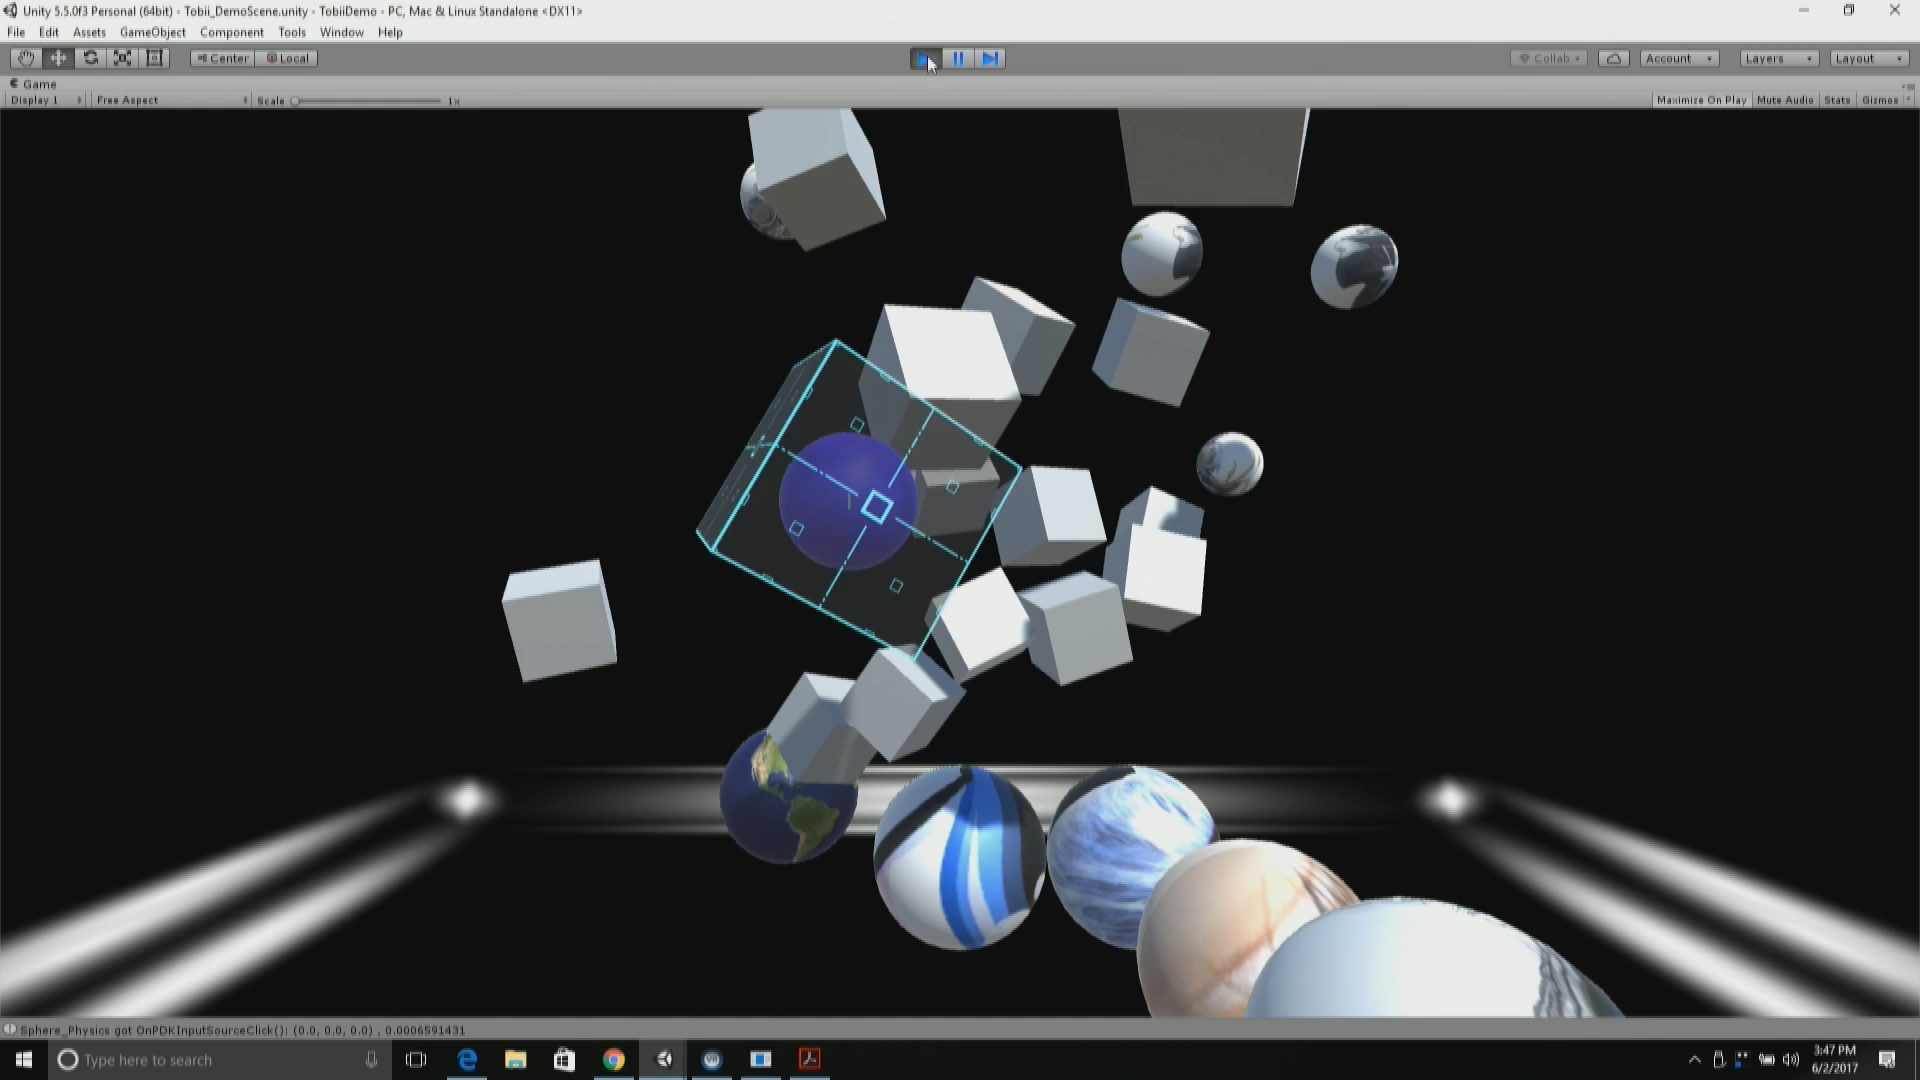 Unity 5.5.0f3 Personal (64bit) - Tobii_DemoScene.unity - TobiiDemo - PC, Mac & Linux Standalone <DX11>
File Edit Assets GameObject Component Tools Window Help
Center Local Collab Account Layers Layout
Game
Display 1 Free Aspect Scale 1x Maximize On Play Mute Audio Stats Gizmos
Sphere_Physics got OnPDKInputSourceClick(): (0.0, 0.0, 0.0) , 0.0006591431
Type here to search
3:47 PM
6/2/2017